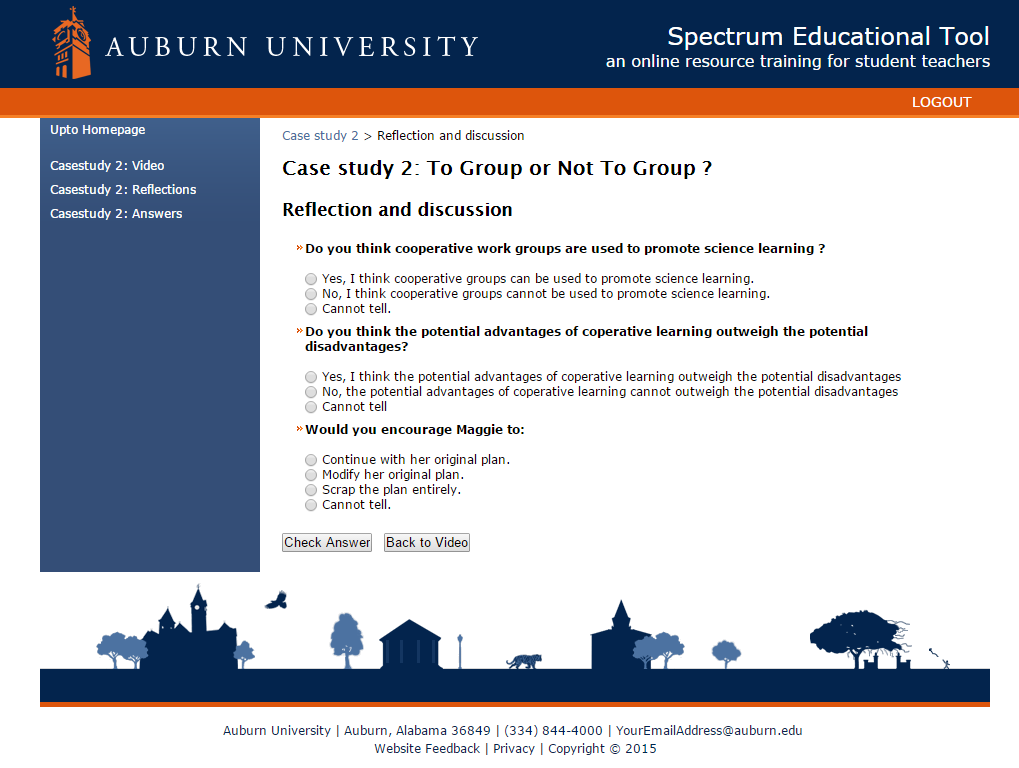 AUBURN UNIVERSITY
Spectrum Educational Tool
an online resource training for student teachers
LOGOUT
Upto Homepage
Casestudy 2: Video
Casestudy 2: Reflections
Casestudy 2: Answers
Case study 2 > Reflection and discussion
Case study 2: To Group or Not To Group ?
Reflection and discussion
» Do you think cooperative work groups are used to promote science learning ?
Yes, I think cooperative groups can be used to promote science learning.
No, I think cooperative groups cannot be used to promote science learning.
Cannot tell.
» Do you think the potential advantages of coperative learning outweigh the potential
disadvantages?
Yes, I think the potential advantages of coperative learning outweigh the potential disadvantages
No, the potential advantages of coperative learning cannot outweigh the potential disadvantages
Cannot tell
» Would you encourage Maggie to:
Continue with her original plan.
Modify her original plan.
Scrap the plan entirely.
Cannot tell.
Check Answer Back to Video
Auburn University | Auburn, Alabama 36849 | (334) 844-4000 | YourEmailAddress@auburn.edu
Website Feedback | Privacy | Copyright © 2015